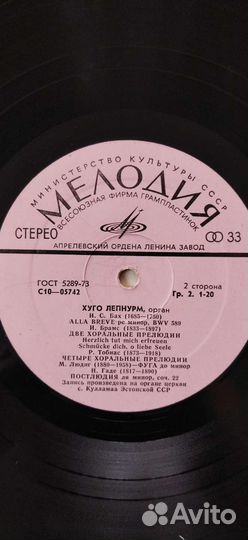 МИНИСТЕРСТВО КУЛЬТУРЫ СССР
МЕЛОДИЯ
ВСЕСОЮЗНАЯ ФИРМА ГРАМПЛАСТИНОК
СТЕРЕО
33
АПРЕЛЕВСКИЙ ОРДЕНА ЛЕНИНА ЗАВОД
ГОСТ 5289-73
С10—05742
2 сторона
Гр. 2. 1-20
ХУГО ЛЕПНУРМ, орган
И. С. Бах (1685—1750)
ALLA BREVE ре мажор, BWV 589
И. Брамс (1833—1897)
ДВЕ ХОРАЛЬНЫЕ ПРЕЛЮДИИ
Herzlich tut mich erfreuen
Schmücke dich, o liebe Seele
Р. Тобиас (1873—1918)
ЧЕТЫРЕ ХОРАЛЬНЫЕ ПРЕЛЮДИИ
М. Людиг (1880—1958)—ФУГА до минор
Н. Гаде (1817—1890)
ПОСТЛЮДИЯ ля минор, соч. 22
Запись произведена на органе церкви
с. Кулламаа Эстонской ССР
Avito